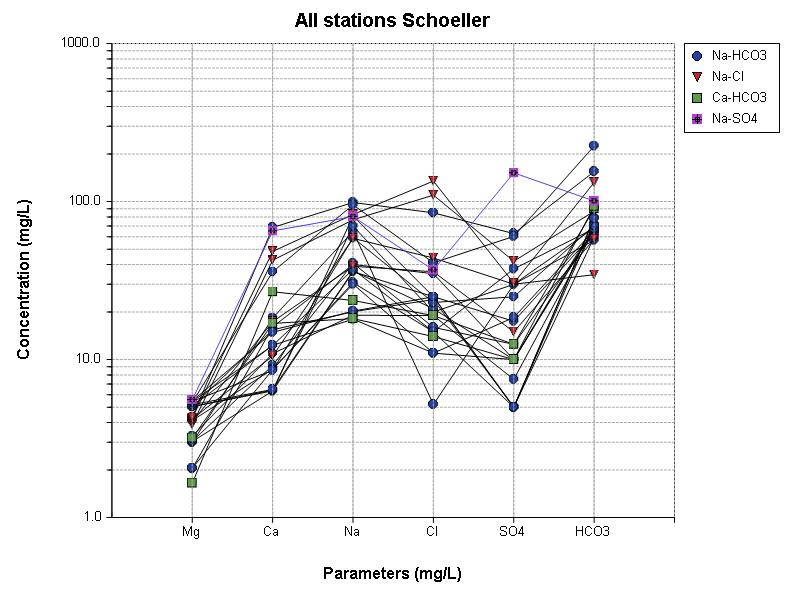 All stations Schoeller
1000.0
100.0
10.0
1.0
Concentration (mg/L)
Mg Ca Na Cl SO4 HCO3
Parameters (mg/L)
Na-HCO3
Na-Cl
Ca-HCO3
Na-SO4